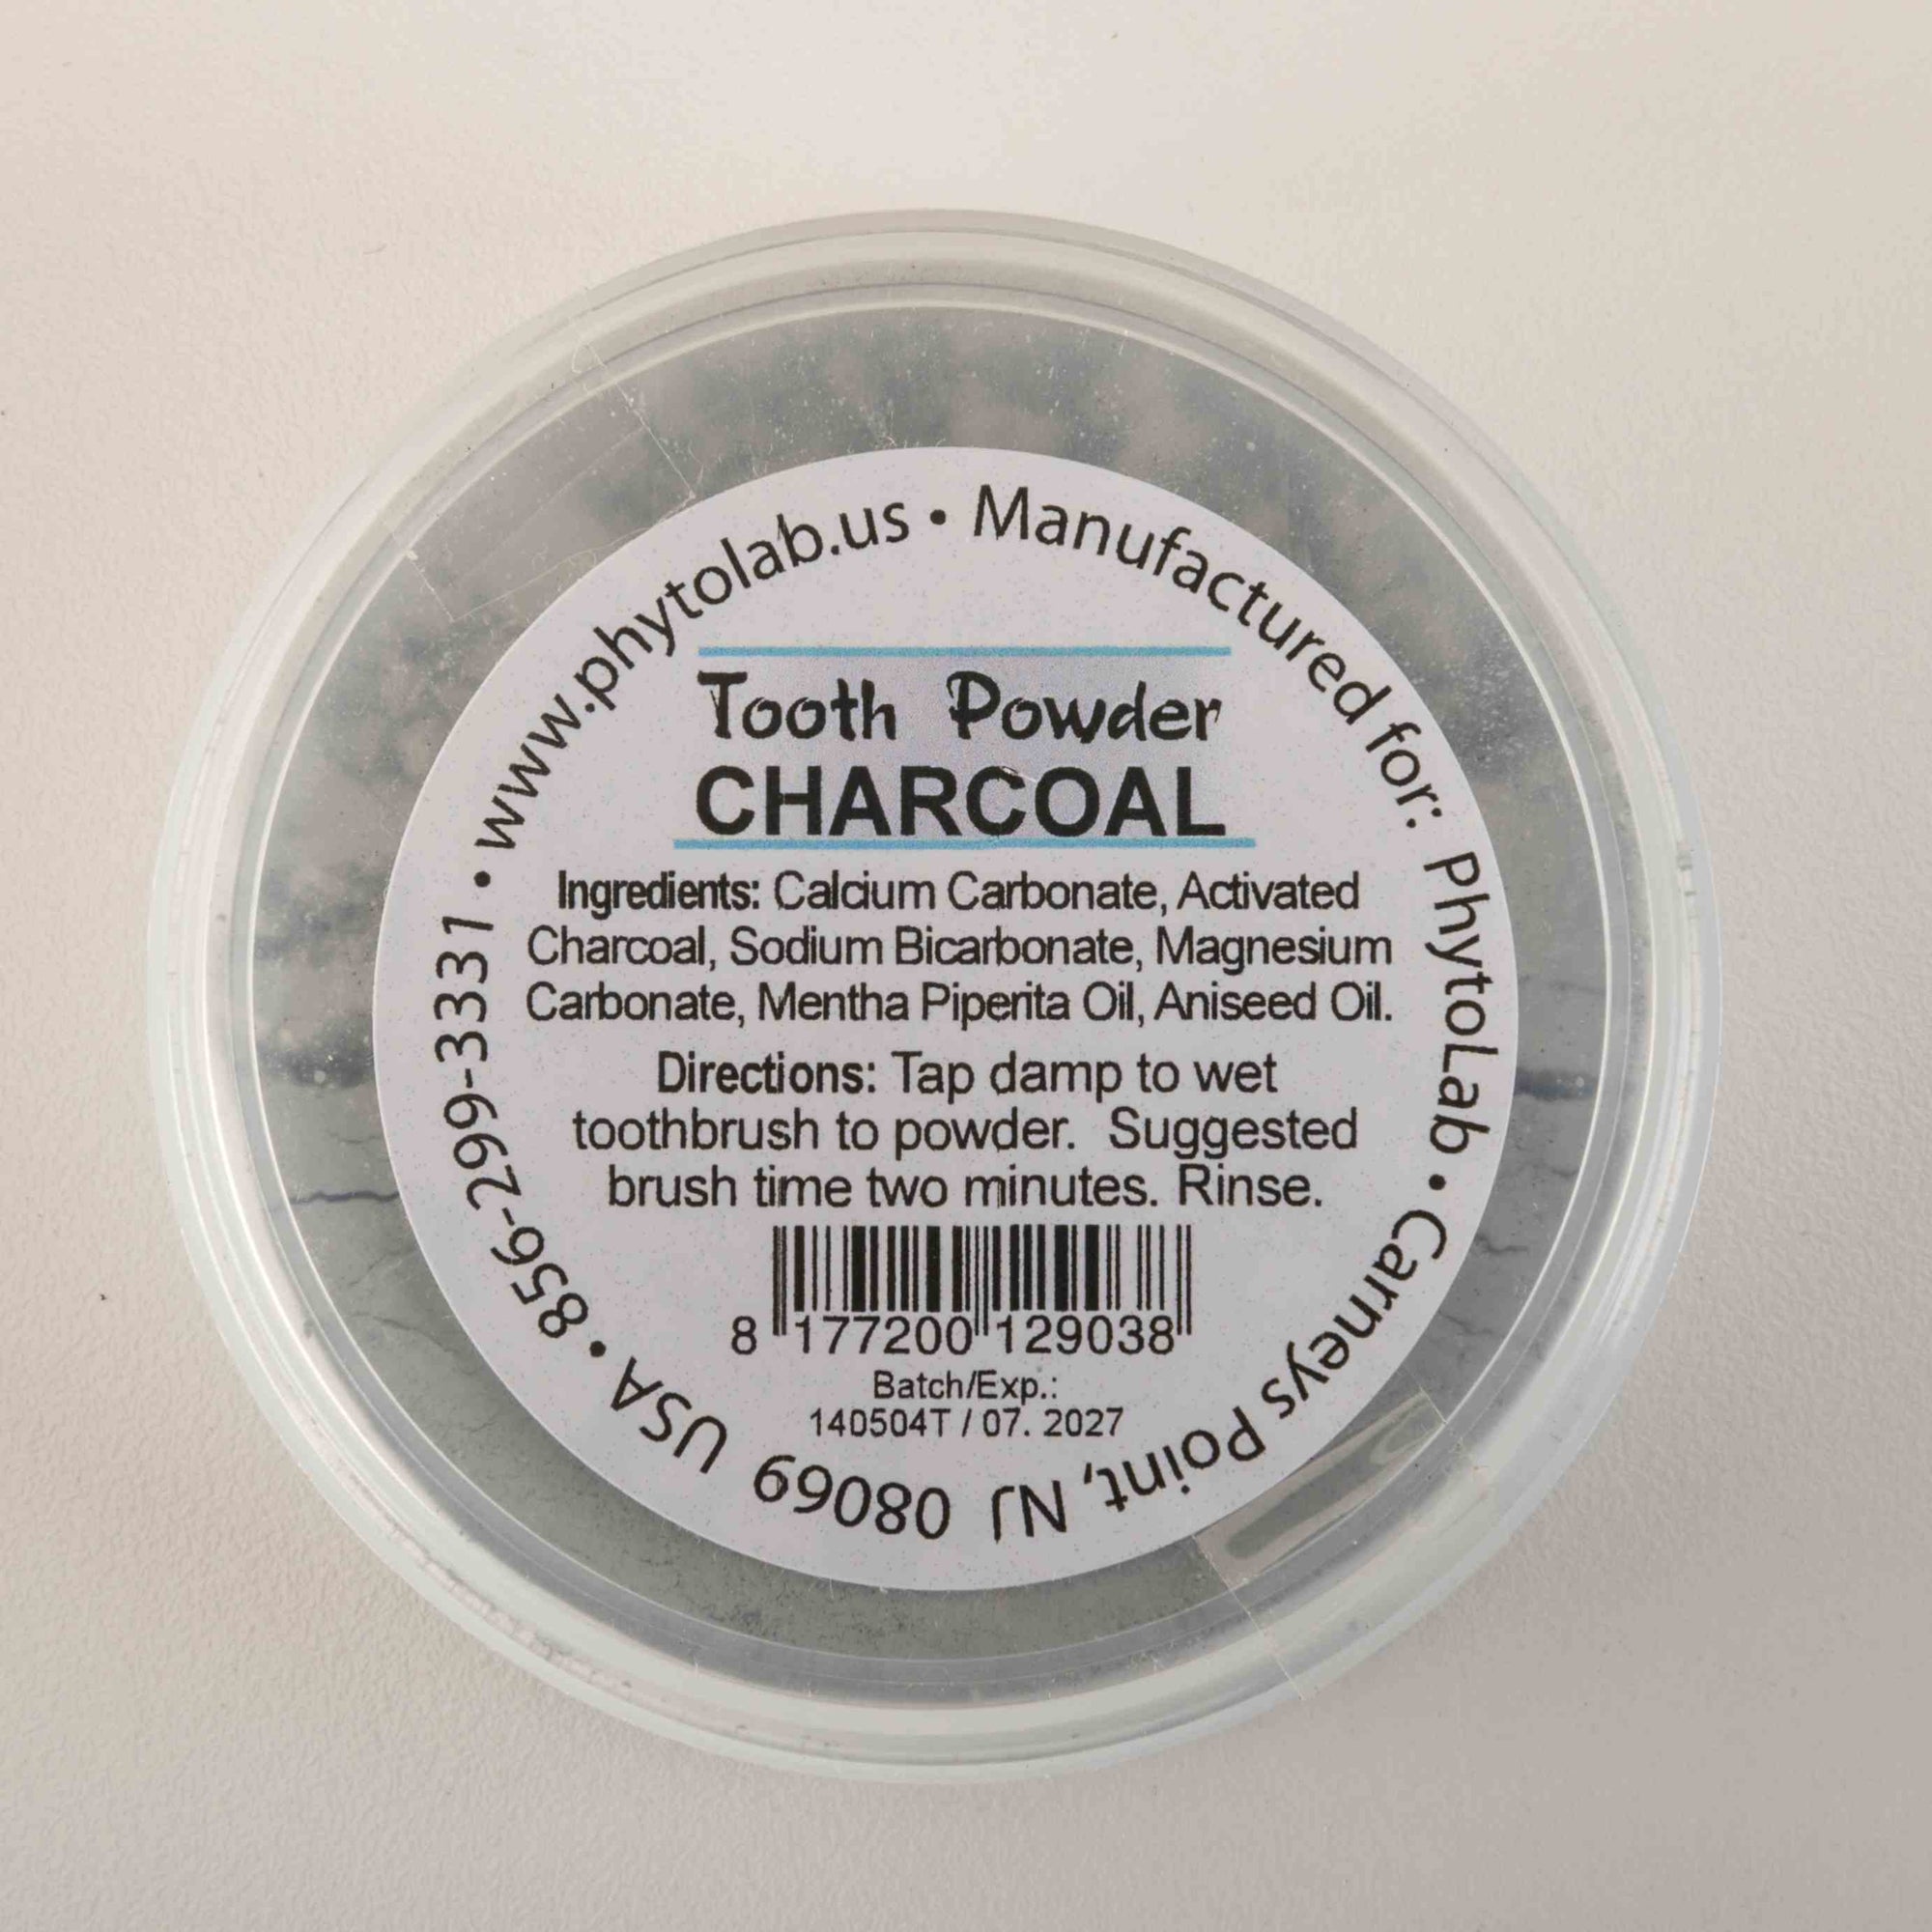 www.phytolab.us • Manufactured for: PhytoLab • Carneys Point, NJ 08069 USA • 856-299-3331 •
Tooth Powder
CHARCOAL
Ingredients: Calcium Carbonate, Activated
Charcoal, Sodium Bicarbonate, Magnesium
Carbonate, Mentha Piperita Oil, Aniseed Oil.
Directions: Tap damp to wet
toothbrush to powder. Suggested
brush time two minutes. Rinse.
8 177200 129038
Batch/Exp.:
140504T / 07. 2027